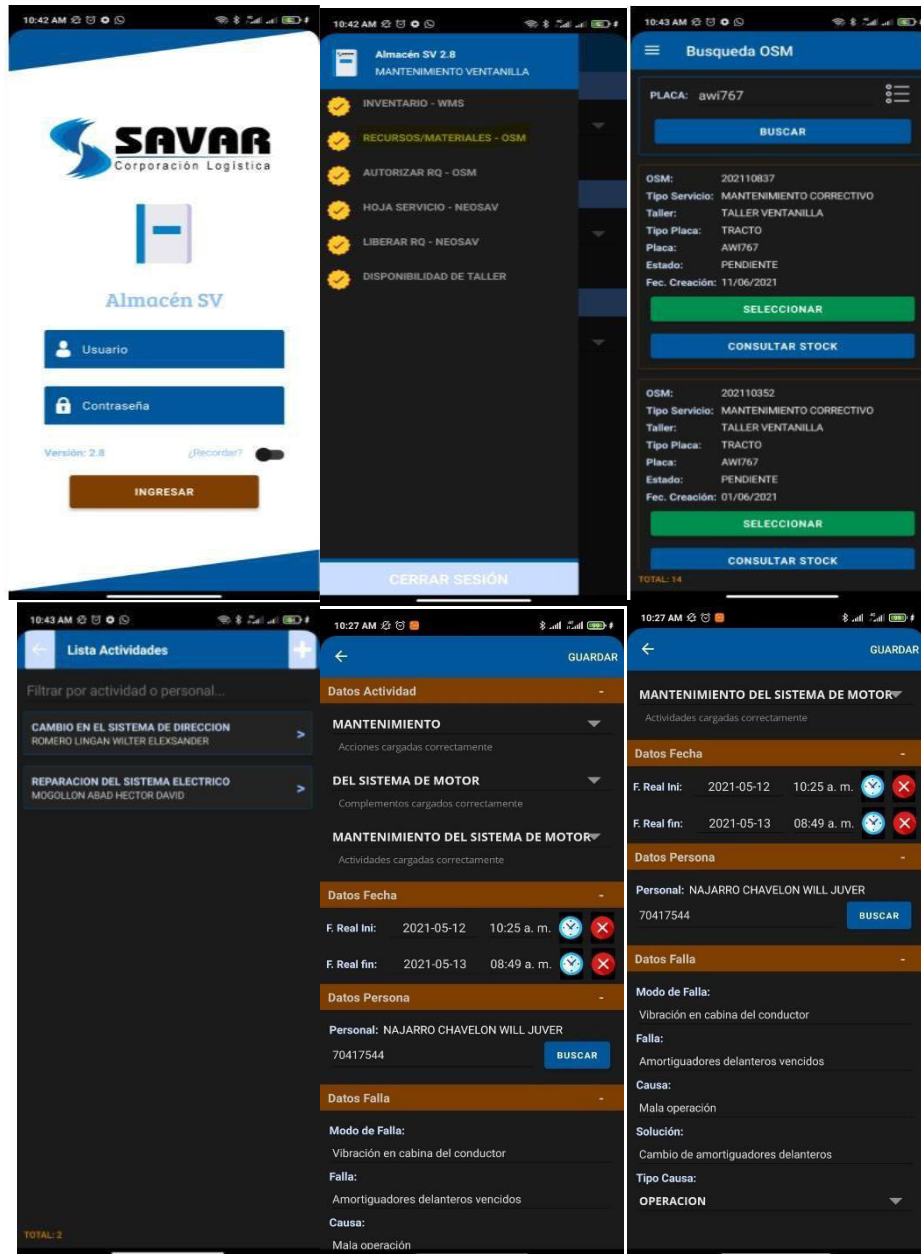 10:42 AM
SAVAR
Corporación Logística
Almacén SV
Usuario
Contraseña
Versión: 2.8
¿Recordar?
INGRESAR
10:42 AM
Almacén SV 2.8
MANTENIMIENTO VENTANILLA
INVENTARIO - WMS
RECURSOS/MATERIALES - OSM
AUTORIZAR RQ - OSM
HOJA SERVICIO - NEOSAV
LIBERAR RQ - NEOSAV
DISPONIBILIDAD DE TALLER
CERRAR SESIÓN
10:43 AM
Busqueda OSM
PLACA: awi767
BUSCAR
OSM: 202110837
Tipo Servicio: MANTENIMIENTO CORRECTIVO
Taller: TALLER VENTANILLA
Tipo Placa: TRACTO
Placa: AWI767
Estado: PENDIENTE
Fec. Creación: 11/06/2021
SELECCIONAR
CONSULTAR STOCK
OSM: 202110352
Tipo Servicio: MANTENIMIENTO CORRECTIVO
Taller: TALLER VENTANILLA
Tipo Placa: TRACTO
Placa: AWI767
Estado: PENDIENTE
Fec. Creación: 01/06/2021
SELECCIONAR
CONSULTAR STOCK
TOTAL: 14
10:43 AM
Lista Actividades
Filtrar por actividad o personal...
CAMBIO EN EL SISTEMA DE DIRECCION
ROMERO LINGAN WILTER ELEXSANDER
REPARACION DEL SISTEMA ELECTRICO
MOGOLLON ABAD HECTOR DAVID
TOTAL: 2
10:27 AM
GUARDAR
Datos Actividad -
MANTENIMIENTO
Acciones cargadas correctamente
DEL SISTEMA DE MOTOR
Complementos cargados correctamente
MANTENIMIENTO DEL SISTEMA DE MOTOR
Actividades cargadas correctamente
Datos Fecha -
F. Real Ini: 2021-05-12 10:25 a. m.
F. Real fin: 2021-05-13 08:49 a. m.
Datos Persona -
Personal: NAJARRO CHAVELON WILL JUVER
70417544 BUSCAR
Datos Falla -
Modo de Falla:
Vibración en cabina del conductor
Falla:
Amortiguadores delanteros vencidos
Causa:
Mala operación
10:27 AM
GUARDAR
MANTENIMIENTO DEL SISTEMA DE MOTOR
Actividades cargadas correctamente
Datos Fecha -
F. Real Ini: 2021-05-12 10:25 a. m.
F. Real fin: 2021-05-13 08:49 a. m.
Datos Persona -
Personal: NAJARRO CHAVELON WILL JUVER
70417544 BUSCAR
Datos Falla -
Modo de Falla:
Vibración en cabina del conductor
Falla:
Amortiguadores delanteros vencidos
Causa:
Mala operación
Solución:
Cambio de amortiguadores delanteros
Tipo Causa:
OPERACION